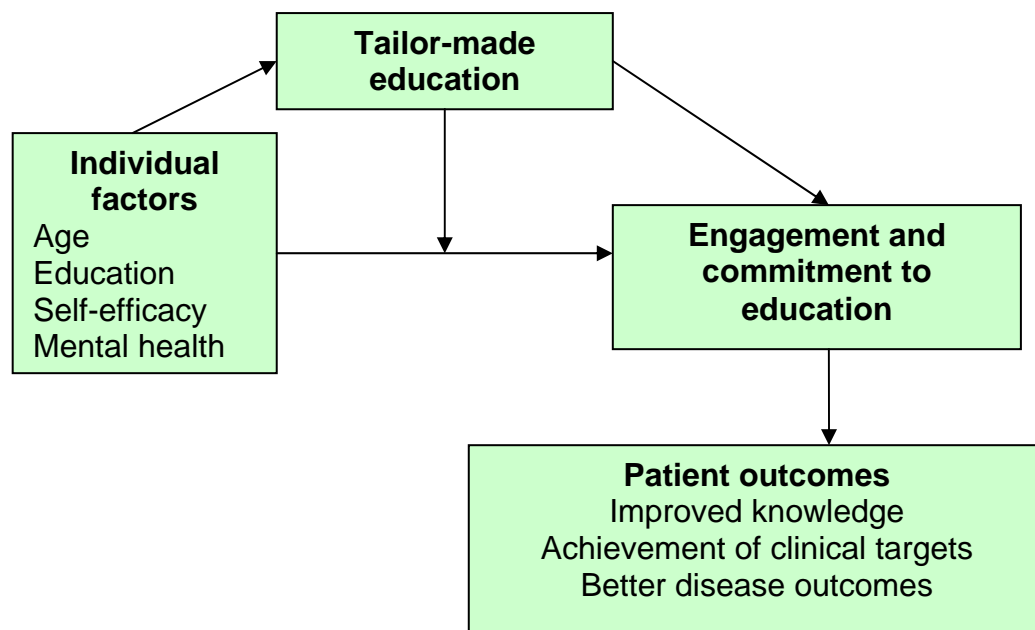 Tailor-made
education
Individual
factors
Age
Education
Self-efficacy
Mental health
Engagement and
commitment to
education
Patient outcomes
Improved knowledge
Achievement of clinical targets
Better disease outcomes